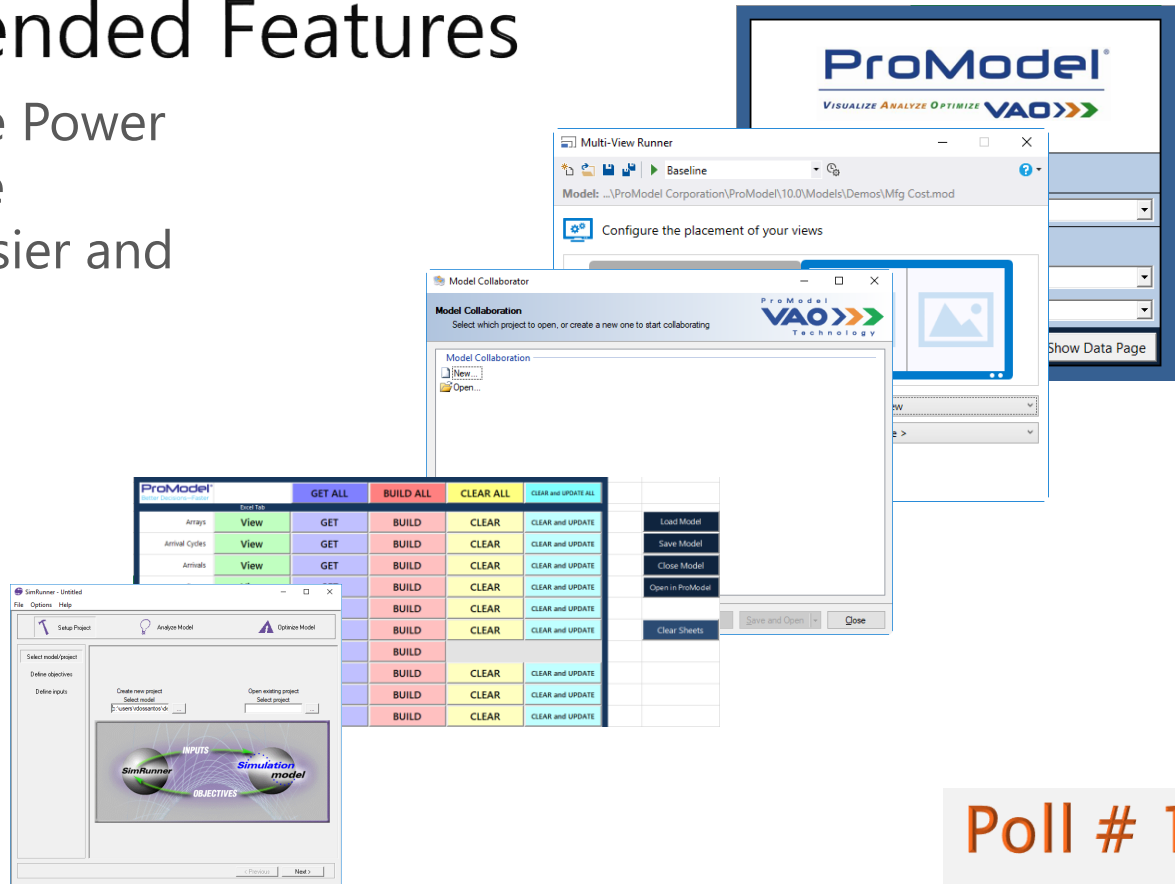 ended Features
e Power
e
sier and
ProModel
VISUALIZE ANALYZE OPTIMIZE VAO>>>
Show Data Page
Multi-View Runner
Baseline
Model: ...\ProModel Corporation\ProModel\10.0\Models\Demos\Mfg Cost.mod
Configure the placement of your views
ew
e >
Model Collaborator
Model Collaboration
Select which project to open, or create a new one to start collaborating
ProModel
VAO>>>
Technology
Model Collaboration
New...
Open...
Save and Open
Close
ProModel GET ALL BUILD ALL CLEAR ALL CLEAR and UPDATE ALL
Better Decisions—Faster
Excel Tab
Arrays View GET BUILD CLEAR CLEAR and UPDATE Load Model
Arrival Cycles View GET BUILD CLEAR CLEAR and UPDATE Save Model
Arrivals View GET BUILD CLEAR CLEAR and UPDATE Close Model
BUILD CLEAR CLEAR and UPDATE Open in ProModel
BUILD CLEAR CLEAR and UPDATE
BUILD CLEAR CLEAR and UPDATE Clear Sheets
BUILD
BUILD CLEAR CLEAR and UPDATE
BUILD CLEAR CLEAR and UPDATE
BUILD CLEAR CLEAR and UPDATE
SimRunner - Untitled
File Options Help
Setup Project Analyze Model Optimize Model
Select model/project
Define objectives
Define inputs
Create new project Open existing project
Select model Select project
... ...
INPUTS
SimRunner Simulation model
OBJECTIVES
< Previous Next >
Poll # 1